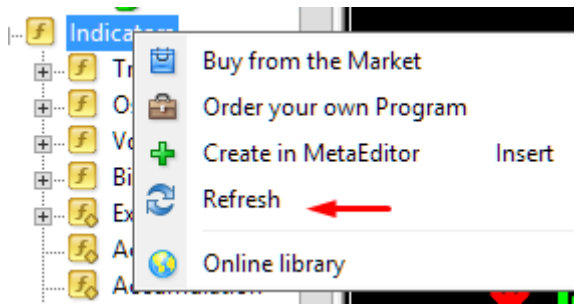 Indicators
Buy from the Market
Order your own Program
Create in MetaEditor Insert
Refresh
Online library